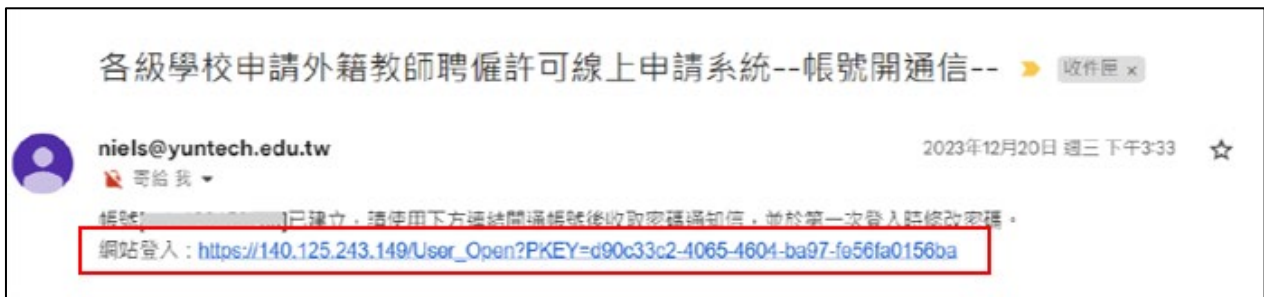 各級學校申請外籍教師聘僱許可線上申請系統--帳號開通信-- 收件匣 x
niels@yuntech.edu.tw
2023年12月20日 週三 下午3:33
寄給 我
帳號[ ]已建立，請使用下方連結開通帳號後收取密碼通知信，並於第一次登入時修改密碼。
網站登入：https://140.125.243.149/User_Open?PKEY=d90c33c2-4065-4604-ba97-fe56fa0156ba